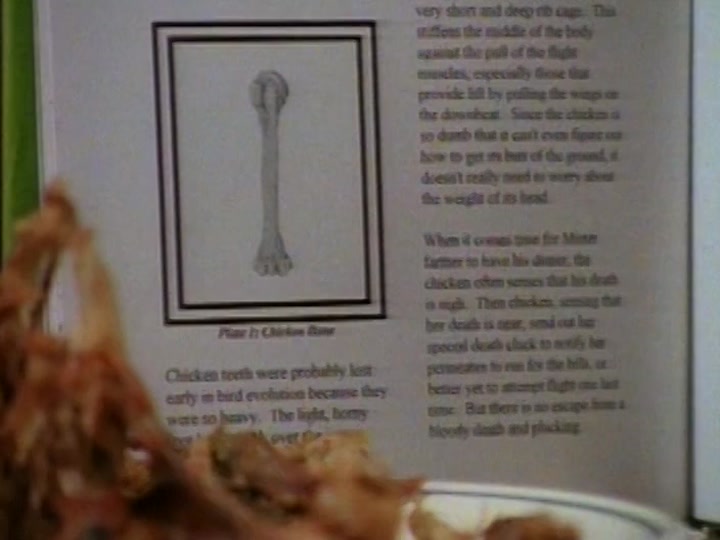 Plate 1: Chicken Bone
Chicken teeth were probably lost
early in bird evolution because they
were so heavy. The light, horny
over the
very short and deep rib cage. This
stiffens the middle of the body
against the pull of the flight
muscles, especially those that
provide lift by pulling the wings on
the downbeat. Since the chicken is
so dumb that it can't even figure out
how to get its butt of the ground, it
doesn't really need to worry about
the weight of its head.
When it comes time for Mister
farmer to have his dinner, the
chicken often senses that his death
is nigh. Then chicken, sensing that
her death is near, send out her
special death cluck to notify her
to run for the hills, or
better yet to attempt flight one last
time. But there is no escape from a
bloody death and plucking.